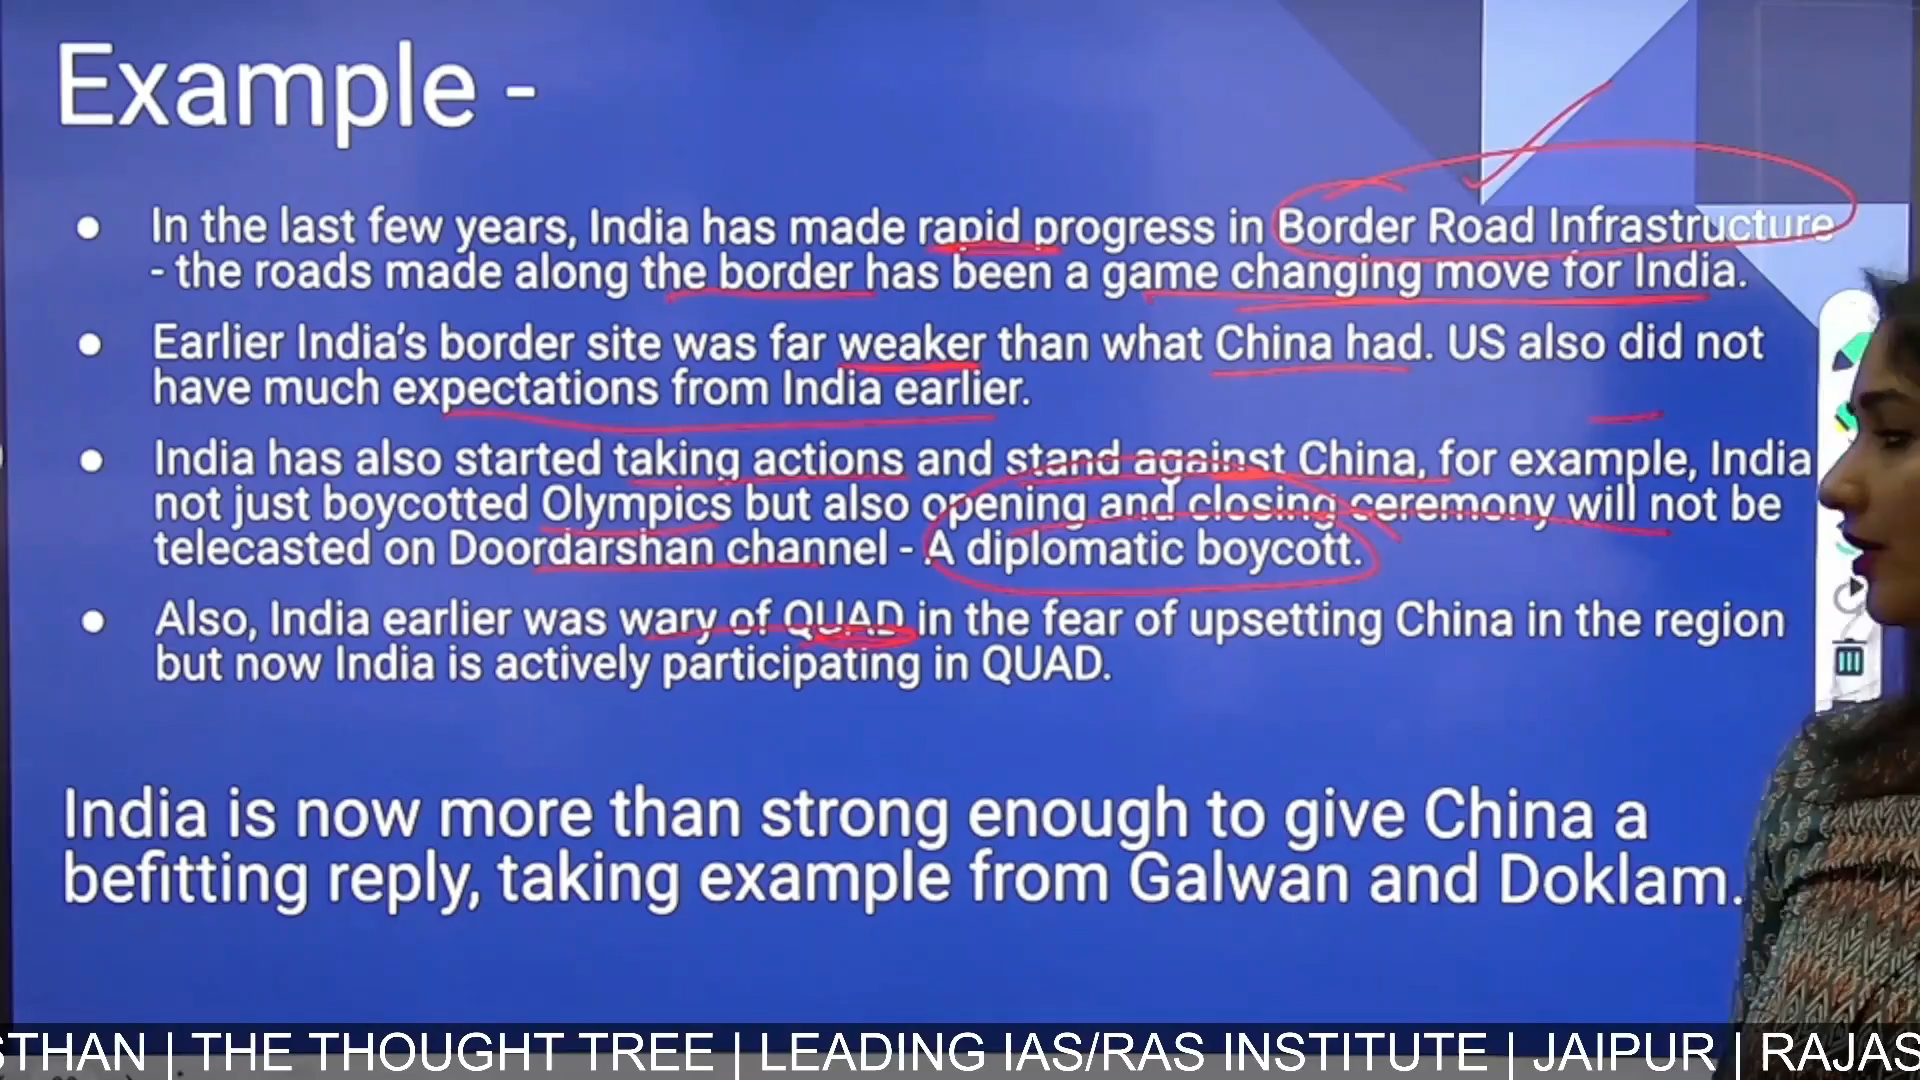 Example -
● In the last few years, India has made rapid progress in Border Road Infrastructure
- the roads made along the border has been a game changing move for India.
● Earlier India's border site was far weaker than what China had. US also did not
have much expectations from India earlier.
● India has also started taking actions and stand against China, for example, India
not just boycotted Olympics but also opening and closing ceremony will not be
telecasted on Doordarshan channel - A diplomatic boycott.
● Also, India earlier was wary of QUAD in the fear of upsetting China in the region
but now India is actively participating in QUAD.
India is now more than strong enough to give China a
befitting reply, taking example from Galwan and Doklam.
STHAN | THE THOUGHT TREE | LEADING IAS/RAS INSTITUTE | JAIPUR | RAJAS